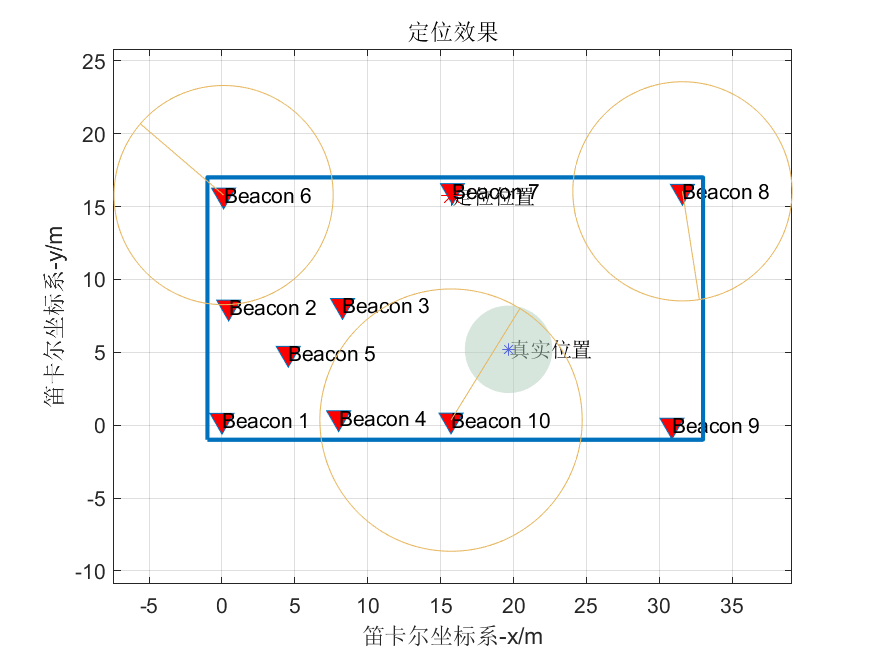 定位效果
25
20
15
10
5
0
-5
-10
笛卡尔坐标系-y/m
Beacon 6
Beacon 7
定位位置
Beacon 8
Beacon 2
Beacon 3
Beacon 5
真实位置
Beacon 1
Beacon 4
Beacon 10
Beacon 9
-5 0 5 10 15 20 25 30 35
笛卡尔坐标系-x/m